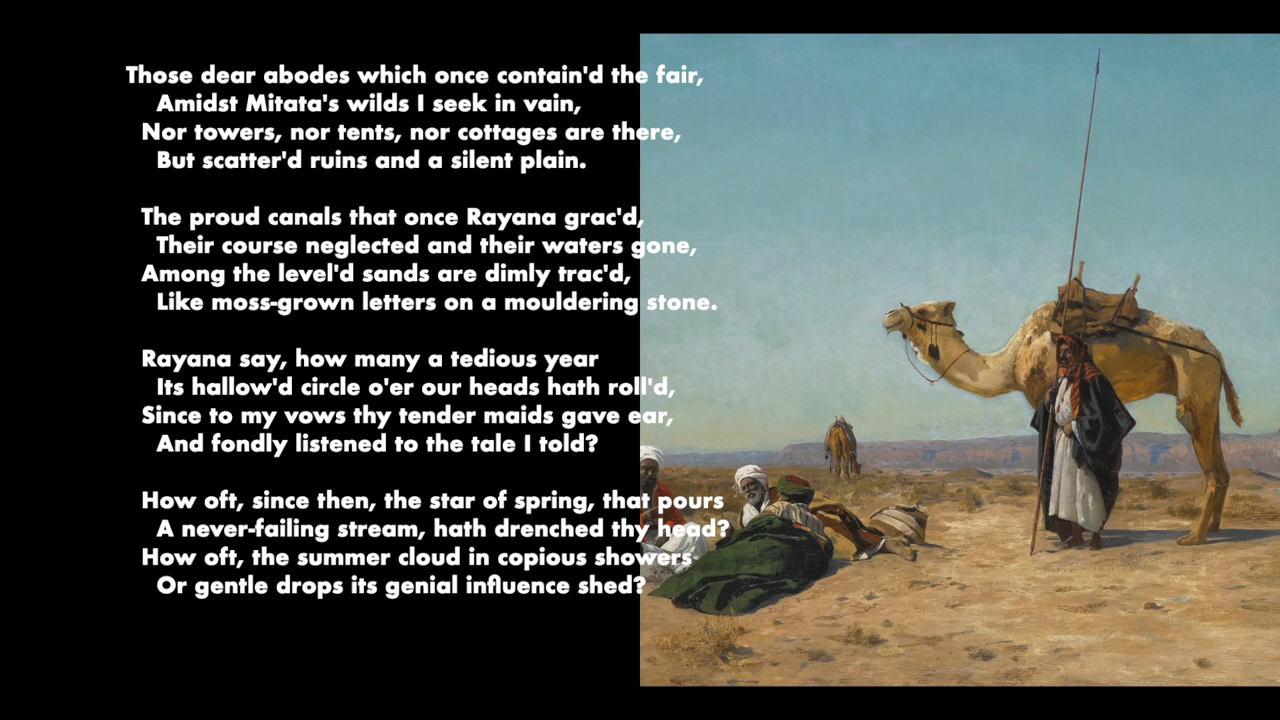 Those dear abodes which once contain'd the fair,
Amidst Mitata's wilds I seek in vain,
Nor towers, nor tents, nor cottages are there,
But scatter'd ruins and a silent plain.

The proud canals that once Rayana grac'd,
Their course neglected and their waters gone,
Among the level'd sands are dimly trac'd,
Like moss-grown letters on a mouldering stone.

Rayana say, how many a tedious year
Its hallow'd circle o'er our heads hath roll'd,
Since to my vows thy tender maids gave ear,
And fondly listened to the tale I told?

How oft, since then, the star of spring, that pours
A never-failing stream, hath drenched thy head?
How oft, the summer cloud in copious showers
Or gentle drops its genial influence shed?